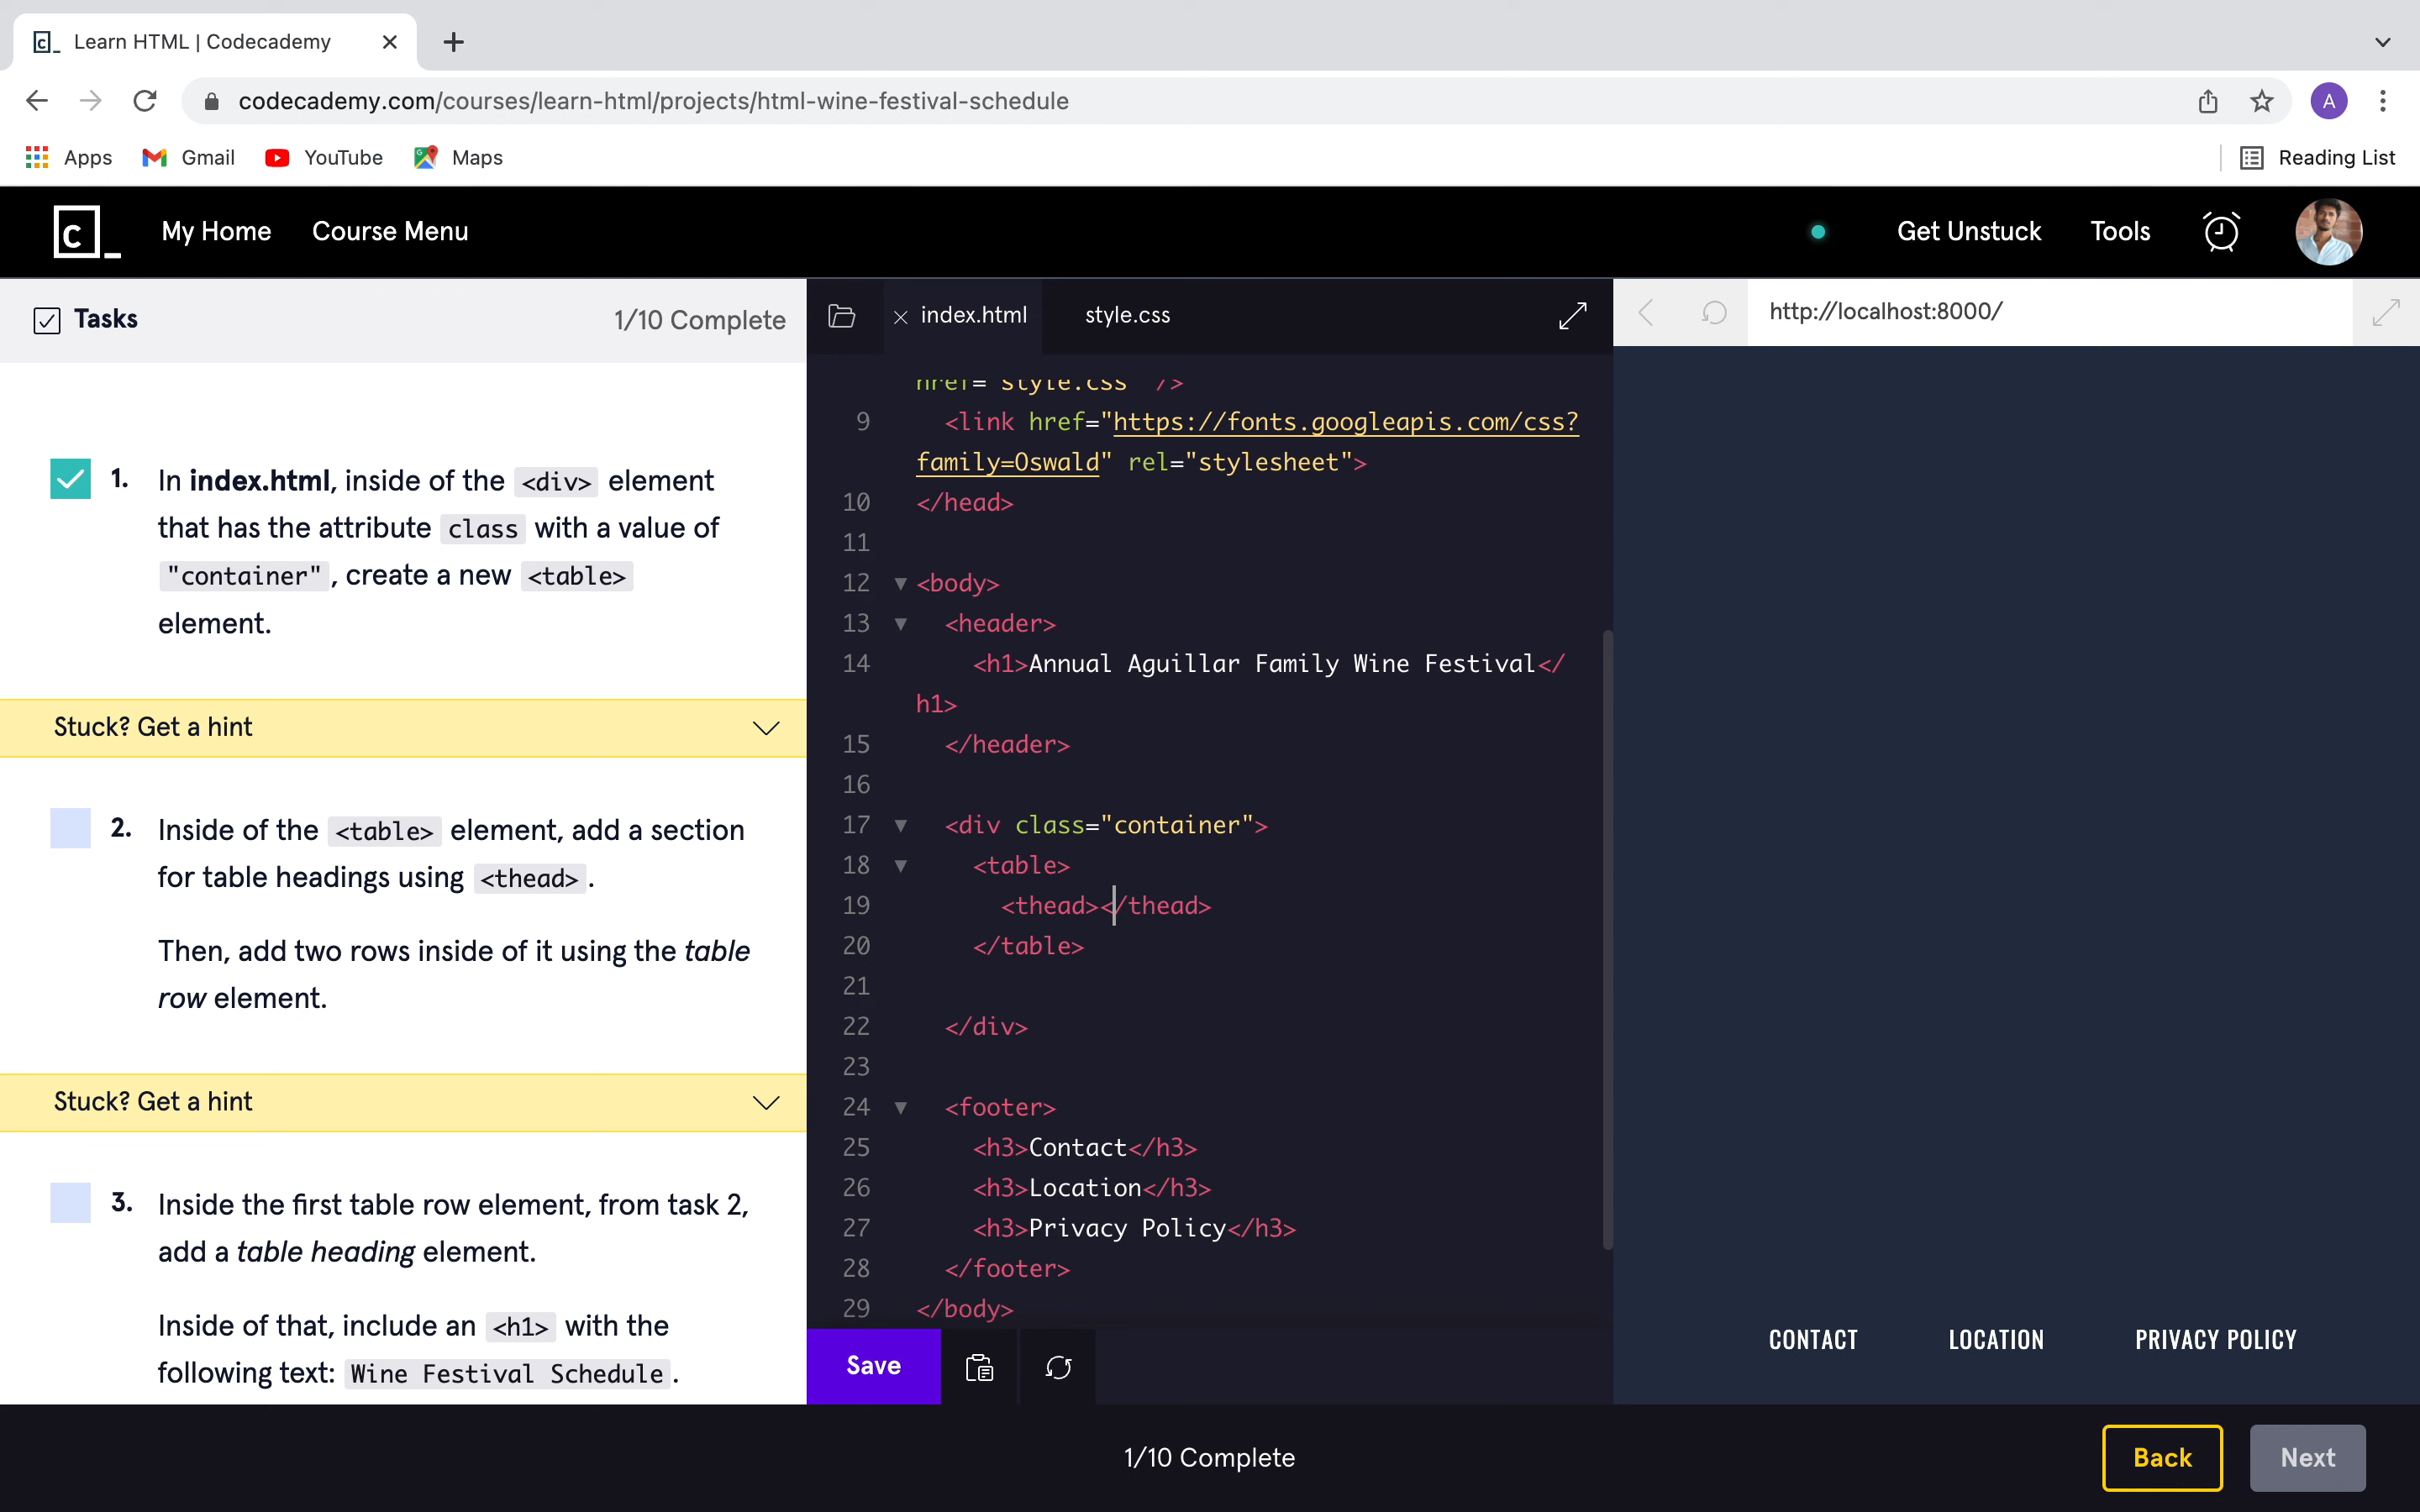 Learn HTML | Codecademy
codecademy.com/courses/learn-html/projects/html-wine-festival-schedule
A
Apps Gmail YouTube Maps Reading List
c_ My Home Course Menu Get Unstuck Tools
Tasks 1/10 Complete
1. In index.html, inside of the <div> element
that has the attribute class with a value of
"container", create a new <table>
element.
Stuck? Get a hint
2. Inside of the <table> element, add a section
for table headings using <thead>.
Then, add two rows inside of it using the table
row element.
Stuck? Get a hint
3. Inside the first table row element, from task 2,
add a table heading element.
Inside of that, include an <h1> with the
following text: Wine Festival Schedule.
index.html style.css
href="style.css" />
9 <link href="https://fonts.googleapis.com/css?
family=Oswald" rel="stylesheet">
10 </head>
11
12 <body>
13 <header>
14 <h1>Annual Aguillar Family Wine Festival</
h1>
15 </header>
16
17 <div class="container">
18 <table>
19 <thead></thead>
20 </table>
21
22 </div>
23
24 <footer>
25 <h3>Contact</h3>
26 <h3>Location</h3>
27 <h3>Privacy Policy</h3>
28 </footer>
29 </body>
Save
http://localhost:8000/
CONTACT LOCATION PRIVACY POLICY
1/10 Complete
Back Next